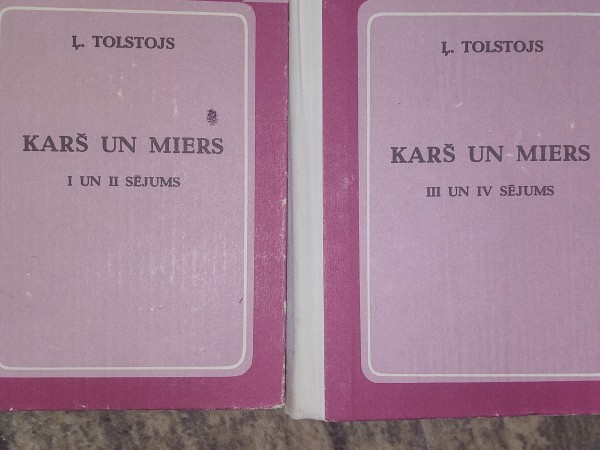 Ļ. TOLSTOJS
KARŠ UN MIERS
I UN II SĒJUMS
Ļ. TOLSTOJS
KARŠ UN MIERS
III UN IV SĒJUMS